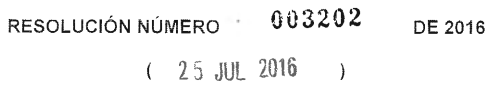 RESOLUCIÓN NÚMERO 003202 DE 2016
( 25 JUL 2016 )